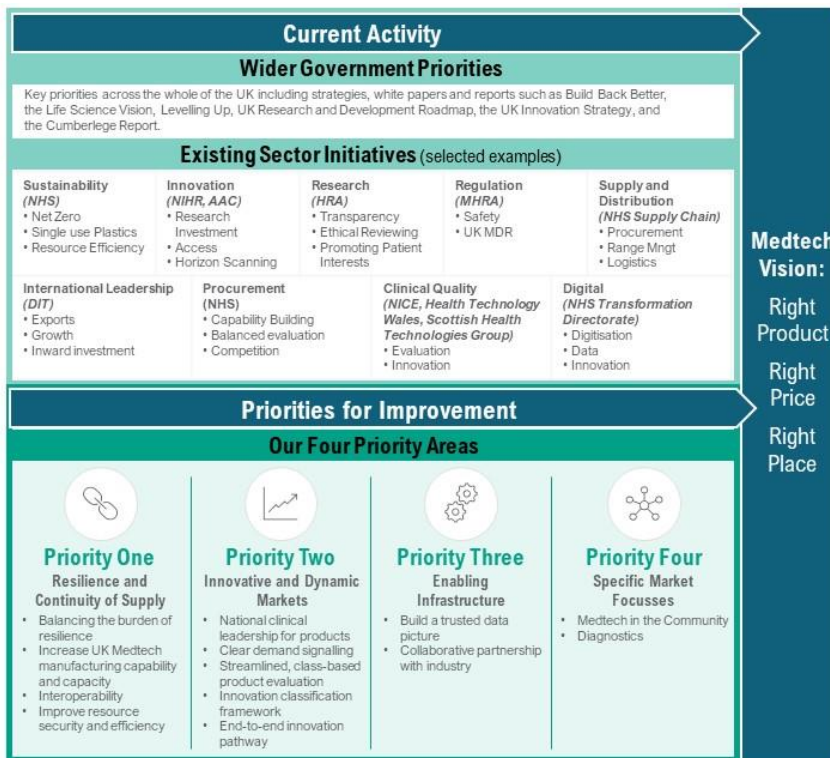 Current Activity
Wider Government Priorities
Key priorities across the whole of the UK including strategies, white papers and reports such as Build Back Better,
the Life Science Vision, Levelling Up, UK Research and Development Roadmap, the UK Innovation Strategy, and
the Cumberlege Report.
Existing Sector Initiatives (selected examples)
Sustainability
(NHS)
• Net Zero
• Single use Plastics
• Resource Efficiency
Innovation
(NIHR, AAC)
• Research
Investment
• Access
• Horizon Scanning
Research
(HRA)
• Transparency
• Ethical Reviewing
• Promoting Patient
Interests
Regulation
(MHRA)
• Safety
• UK MDR
Supply and
Distribution
(NHS Supply Chain)
• Procurement
• Range Mngt
• Logistics
International Leadership
(DIT)
• Exports
• Growth
• Inward investment
Procurement
(NHS)
• Capability Building
• Balanced evaluation
• Competition
Clinical Quality
(NICE, Health Technology
Wales, Scottish Health
Technologies Group)
• Evaluation
• Innovation
Digital
(NHS Transformation
Directorate)
• Digitisation
• Data
• Innovation
Priorities for Improvement
Our Four Priority Areas
Priority One
Resilience and
Continuity of Supply
• Balancing the burden of
resilience
• Increase UK Medtech
manufacturing capability
and capacity
• Interoperability
• Improve resource
security and efficiency
Priority Two
Innovative and Dynamic
Markets
• National clinical
leadership for products
• Clear demand signalling
• Streamlined, class-based
product evaluation
• Innovation classification
framework
• End-to-end innovation
pathway
Priority Three
Enabling
Infrastructure
• Build a trusted data
picture
• Collaborative partnership
with industry
Priority Four
Specific Market
Focusses
• Medtech in the Community
• Diagnostics
Medtech
Vision:
Right
Product
Right
Price
Right
Place